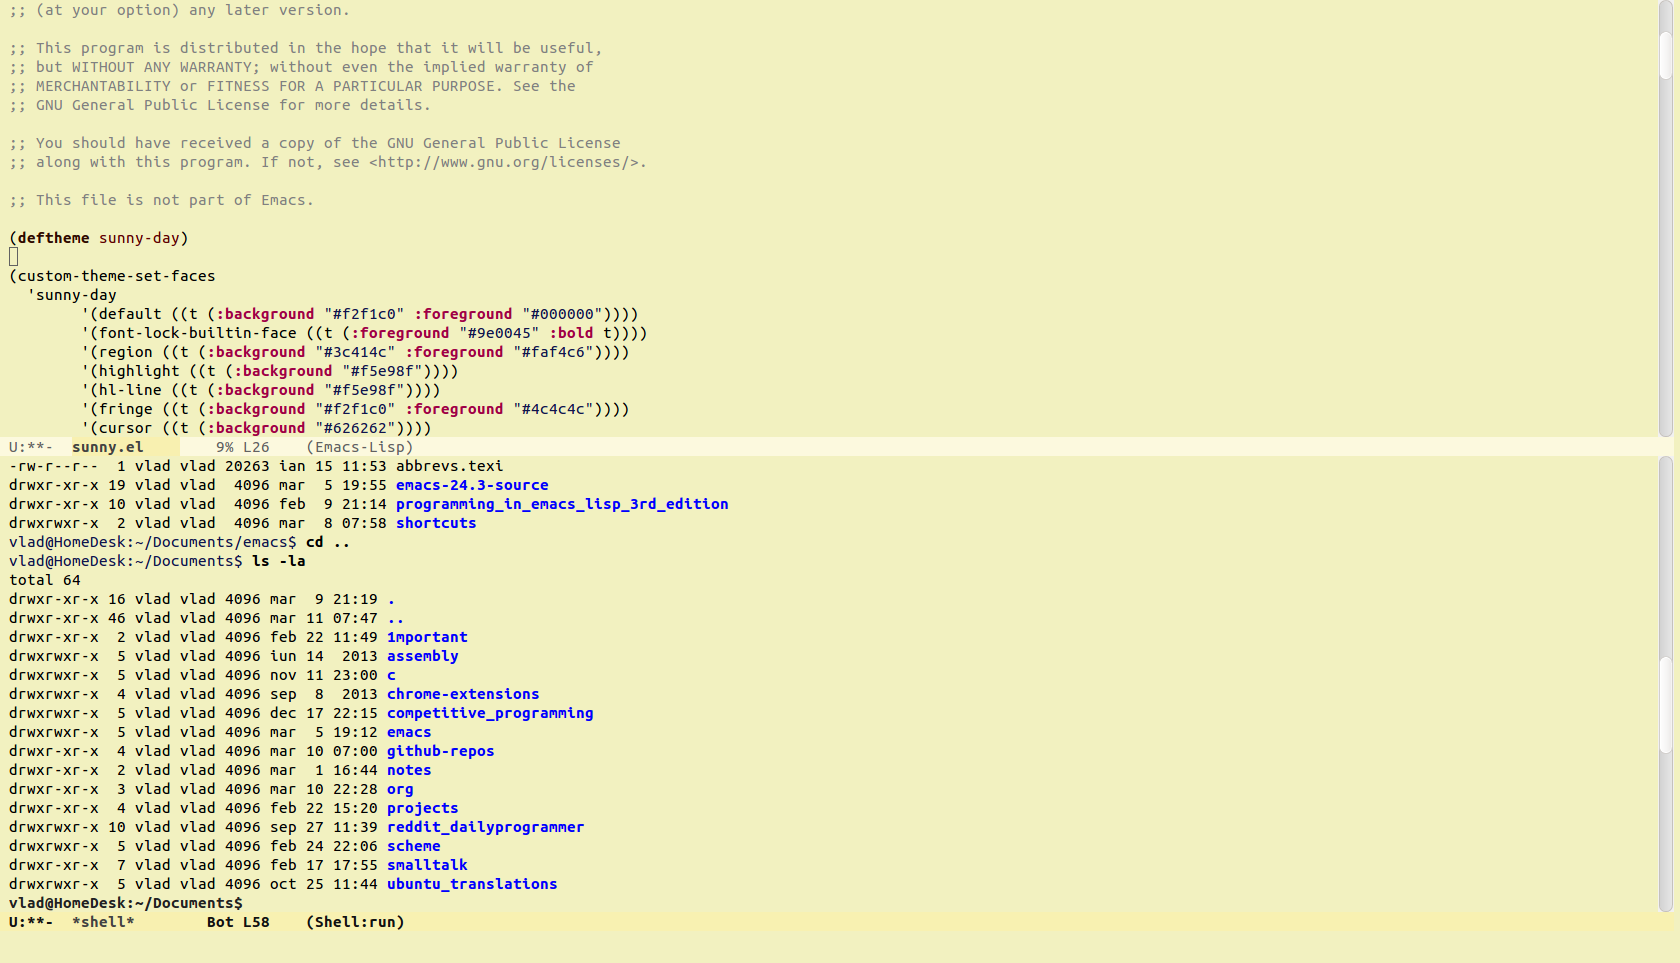 ;; (at your option) any later version.

;; This program is distributed in the hope that it will be useful,
;; but WITHOUT ANY WARRANTY; without even the implied warranty of
;; MERCHANTABILITY or FITNESS FOR A PARTICULAR PURPOSE. See the
;; GNU General Public License for more details.

;; You should have received a copy of the GNU General Public License
;; along with this program. If not, see <http://www.gnu.org/licenses/>.

;; This file is not part of Emacs.

(deftheme sunny-day)

(custom-theme-set-faces
  'sunny-day
        '(default ((t (:background "#f2f1c0" :foreground "#000000"))))
        '(font-lock-builtin-face ((t (:foreground "#9e0045" :bold t))))
        '(region ((t (:background "#3c414c" :foreground "#faf4c6"))))
        '(highlight ((t (:background "#f5e98f"))))
        '(hl-line ((t (:background "#f5e98f"))))
        '(fringe ((t (:background "#f2f1c0" :foreground "#4c4c4c"))))
        '(cursor ((t (:background "#626262"))))
U:**-  sunny.el        9% L26    (Emacs-Lisp)
-rw-r--r--  1 vlad vlad 20263 ian 15 11:53 abbrevs.texi
drwxr-xr-x 19 vlad vlad  4096 mar  5 19:55 emacs-24.3-source
drwxr-xr-x 10 vlad vlad  4096 feb  9 21:14 programming_in_emacs_lisp_3rd_edition
drwxrwxr-x  2 vlad vlad  4096 mar  8 07:58 shortcuts
vlad@HomeDesk:~/Documents/emacs$ cd ..
vlad@HomeDesk:~/Documents$ ls -la
total 64
drwxr-xr-x 16 vlad vlad 4096 mar  9 21:19 .
drwxr-xr-x 46 vlad vlad 4096 mar 11 07:47 ..
drwxr-xr-x  2 vlad vlad 4096 feb 22 11:49 1mportant
drwxrwxr-x  5 vlad vlad 4096 iun 14  2013 assembly
drwxrwxr-x  5 vlad vlad 4096 nov 11 23:00 c
drwxrwxr-x  4 vlad vlad 4096 sep  8  2013 chrome-extensions
drwxrwxr-x  5 vlad vlad 4096 dec 17 22:15 competitive_programming
drwxrwxr-x  5 vlad vlad 4096 mar  5 19:12 emacs
drwxr-xr-x  4 vlad vlad 4096 mar 10 07:00 github-repos
drwxr-xr-x  2 vlad vlad 4096 mar  1 16:44 notes
drwxr-xr-x  3 vlad vlad 4096 mar 10 22:28 org
drwxr-xr-x  4 vlad vlad 4096 feb 22 15:20 projects
drwxrwxr-x 10 vlad vlad 4096 sep 27 11:39 reddit_dailyprogrammer
drwxrwxr-x  5 vlad vlad 4096 feb 24 22:06 scheme
drwxr-xr-x  7 vlad vlad 4096 feb 17 17:55 smalltalk
drwxrwxr-x  5 vlad vlad 4096 oct 25 11:44 ubuntu_translations
vlad@HomeDesk:~/Documents$
U:**-  *shell*        Bot L58    (Shell:run)